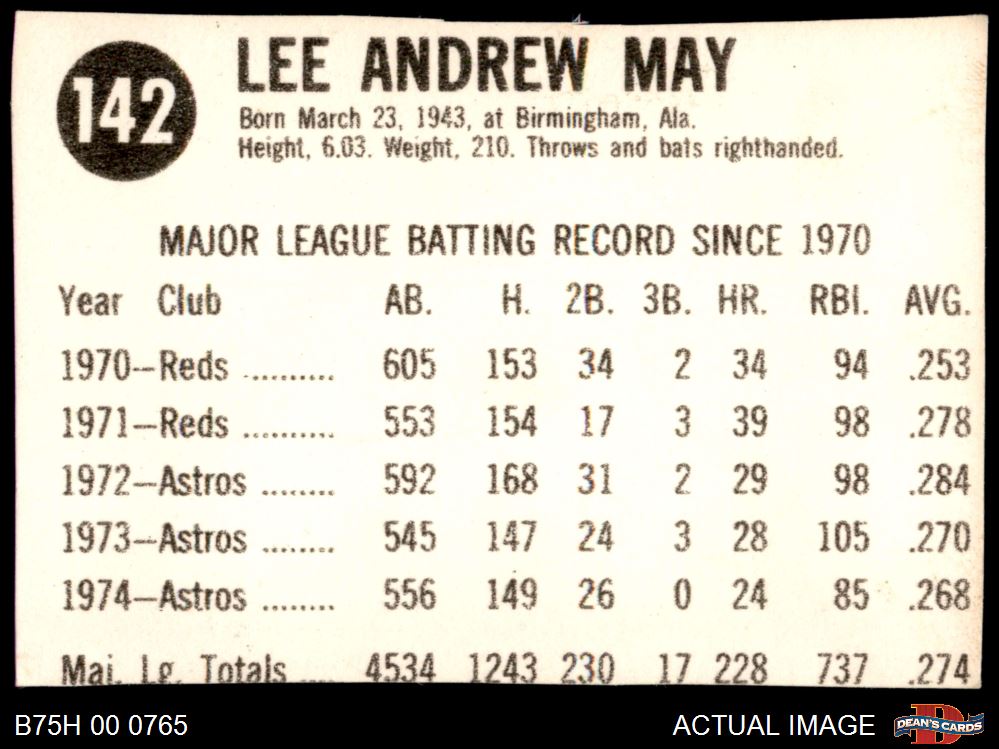 142
LEE ANDREW MAY
Born March 23, 1943, at Birmingham, Ala.
Height, 6.03. Weight, 210. Throws and bats righthanded.
MAJOR LEAGUE BATTING RECORD SINCE 1970
Year Club AB. H. 2B. 3B. HR. RBI. AVG.
1970—Reds .......... 605 153 34 2 34 94 .253
1971—Reds .......... 553 154 17 3 39 98 .278
1972—Astros ........ 592 168 31 2 29 98 .284
1973—Astros ........ 545 147 24 3 28 105 .270
1974—Astros ........ 556 149 26 0 24 85 .268
Maj. Lg. Totals .... 4534 1243 230 17 228 737 .274
B75H 00 0765 ACTUAL IMAGE DEAN'S CARDS